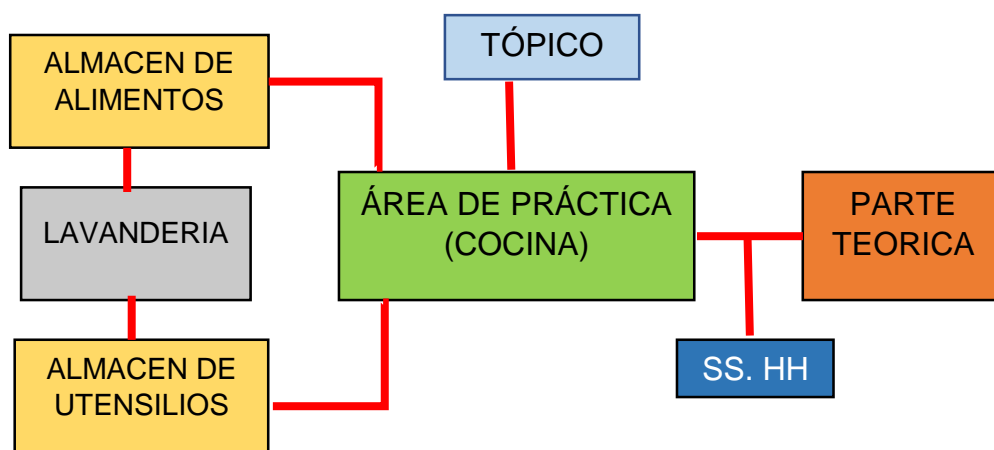 ALMACEN DE
ALIMENTOS
TÓPICO
LAVANDERIA
ÁREA DE PRÁCTICA
(COCINA)
PARTE
TEORICA
ALMACEN DE
UTENSILIOS
SS. HH